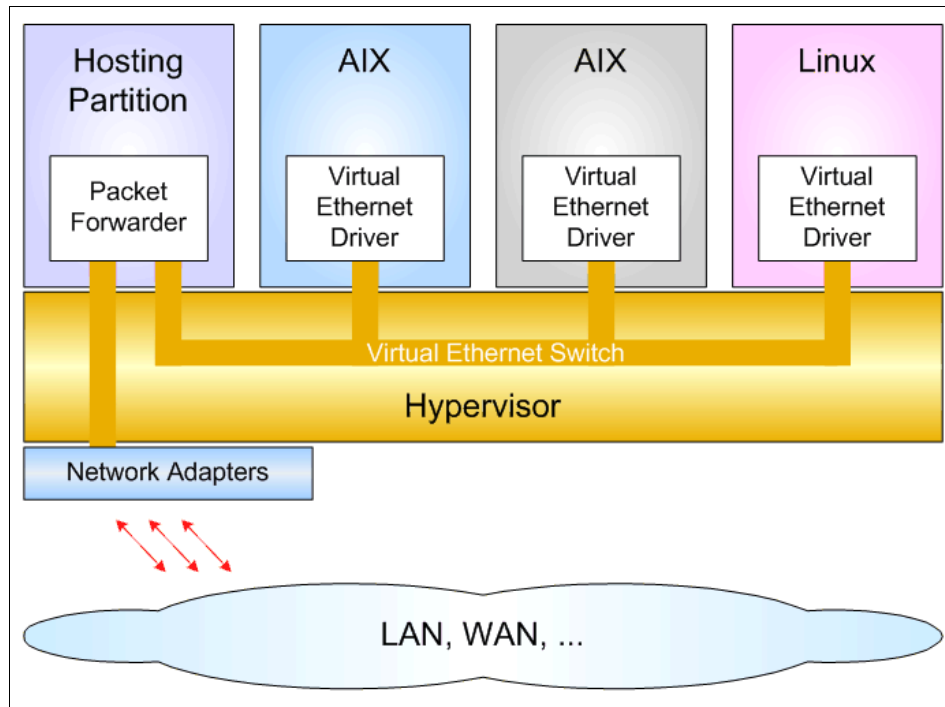 Hosting
Partition
AIX
AIX
Linux
Packet
Forwarder
Virtual
Ethernet
Driver
Virtual
Ethernet
Driver
Virtual
Ethernet
Driver
Virtual Ethernet Switch
Hypervisor
Network Adapters
LAN, WAN, ...